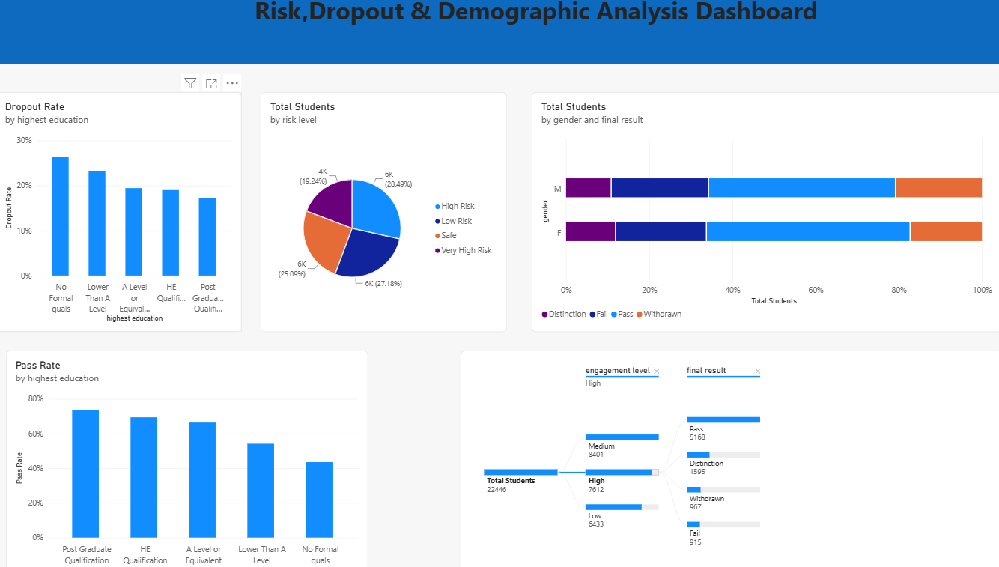 Risk,Dropout & Demographic Analysis Dashboard
Dropout Rate
by highest education
30%
20%
10%
0%
Dropout Rate
No Formal quals
Lower Than A Level
A Level or Equival...
HE Qualifi...
Post Gradua... Qualifi...
highest education
Total Students
by risk level
4K
(19.24%)
6K
(28.49%)
6K
(25.09%)
6K (27.18%)
High Risk
Low Risk
Safe
Very High Risk
Total Students
by gender and final result
gender
M
F
0% 20% 40% 60% 80% 100%
Total Students
Distinction Fail Pass Withdrawn
Pass Rate
by highest education
80%
60%
40%
20%
0%
Pass Rate
Post Graduate Qualification
HE Qualification
A Level or Equivalent
Lower Than A Level
No Formal quals
engagement level
High
final result
Total Students
22446
Medium
8401
High
7612
Low
6433
Pass
5168
Distinction
1595
Withdrawn
967
Fail
915